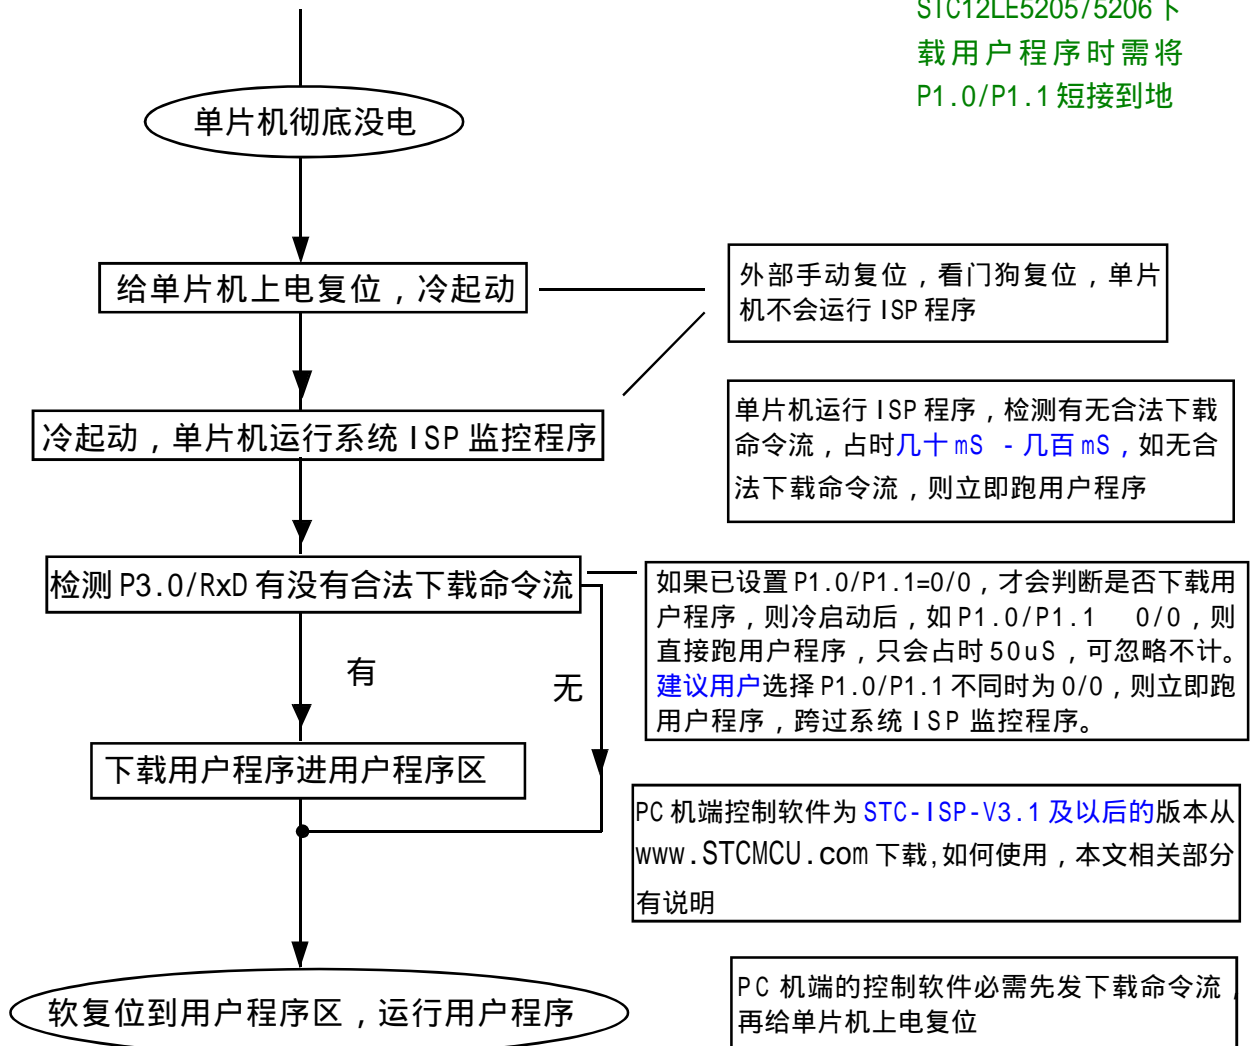 STC12LE5205/5206下
载用户程序时需将
P1.0/P1.1短接到地
单片机彻底没电
给单片机上电复位，冷起动
外部手动复位，看门狗复位，单片
机不会运行ISP程序
冷起动，单片机运行系统ISP监控程序
单片机运行ISP程序，检测有无合法下载
命令流，占时几十mS - 几百mS，如无合
法下载命令流，则立即跑用户程序
检测P3.0/RxD有没有合法下载命令流
如果已设置P1.0/P1.1=0/0，才会判断是否下载用
户程序，则冷启动后，如P1.0/P1.1 0/0，则
直接跑用户程序，只会占时50uS，可忽略不计。
建议用户选择P1.0/P1.1不同时为0/0，则立即跑
用户程序，跨过系统ISP监控程序。
有
无
下载用户程序进用户程序区
PC机端控制软件为STC-ISP-V3.1及以后的版本从
www.STCMCU.com下载,如何使用，本文相关部分
有说明
软复位到用户程序区，运行用户程序
PC机端的控制软件必需先发下载命令流，
再给单片机上电复位